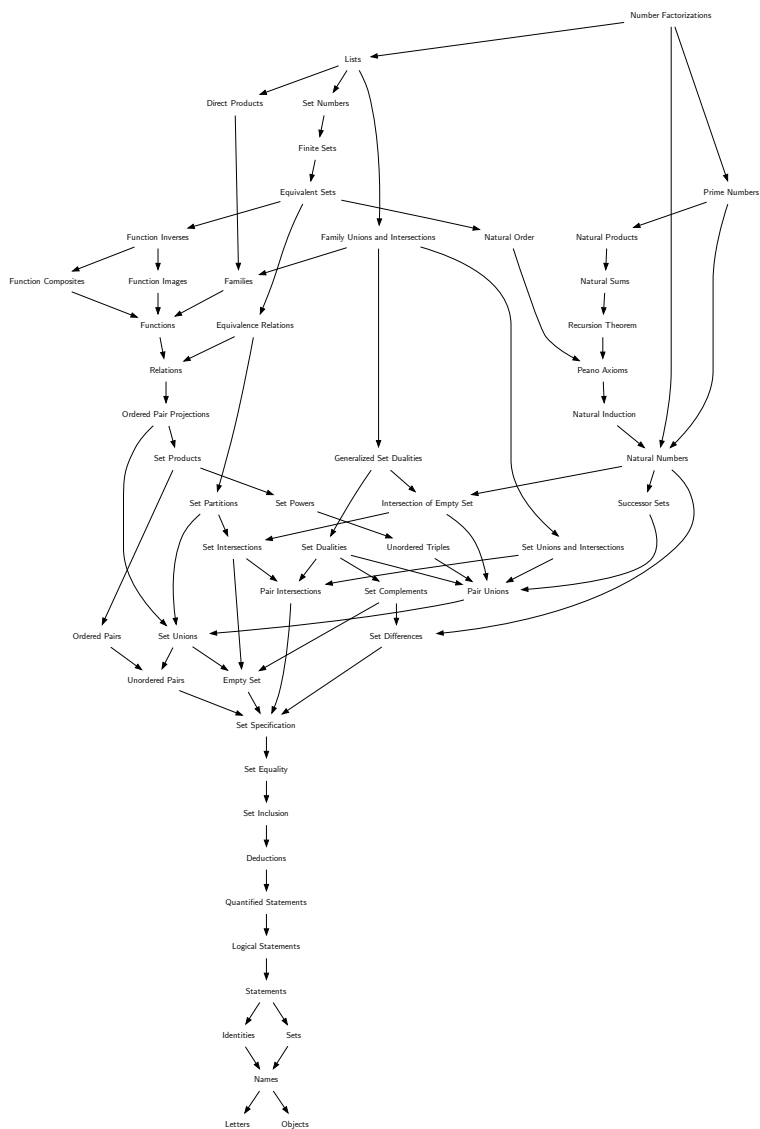 Number Factorizations
Lists
Direct Products
Set Numbers
Finite Sets
Equivalent Sets
Prime Numbers
Function Inverses
Family Unions and Intersections
Natural Order
Natural Products
Function Composites
Function Images
Families
Natural Sums
Functions
Equivalence Relations
Recursion Theorem
Relations
Peano Axioms
Ordered Pair Projections
Natural Induction
Set Products
Generalized Set Dualities
Natural Numbers
Set Partitions
Set Powers
Intersection of Empty Set
Successor Sets
Set Intersections
Set Dualities
Unordered Triples
Set Unions and Intersections
Pair Intersections
Set Complements
Pair Unions
Ordered Pairs
Set Unions
Set Differences
Unordered Pairs
Empty Set
Set Specification
Set Equality
Set Inclusion
Deductions
Quantified Statements
Logical Statements
Statements
Identities
Sets
Names
Letters
Objects